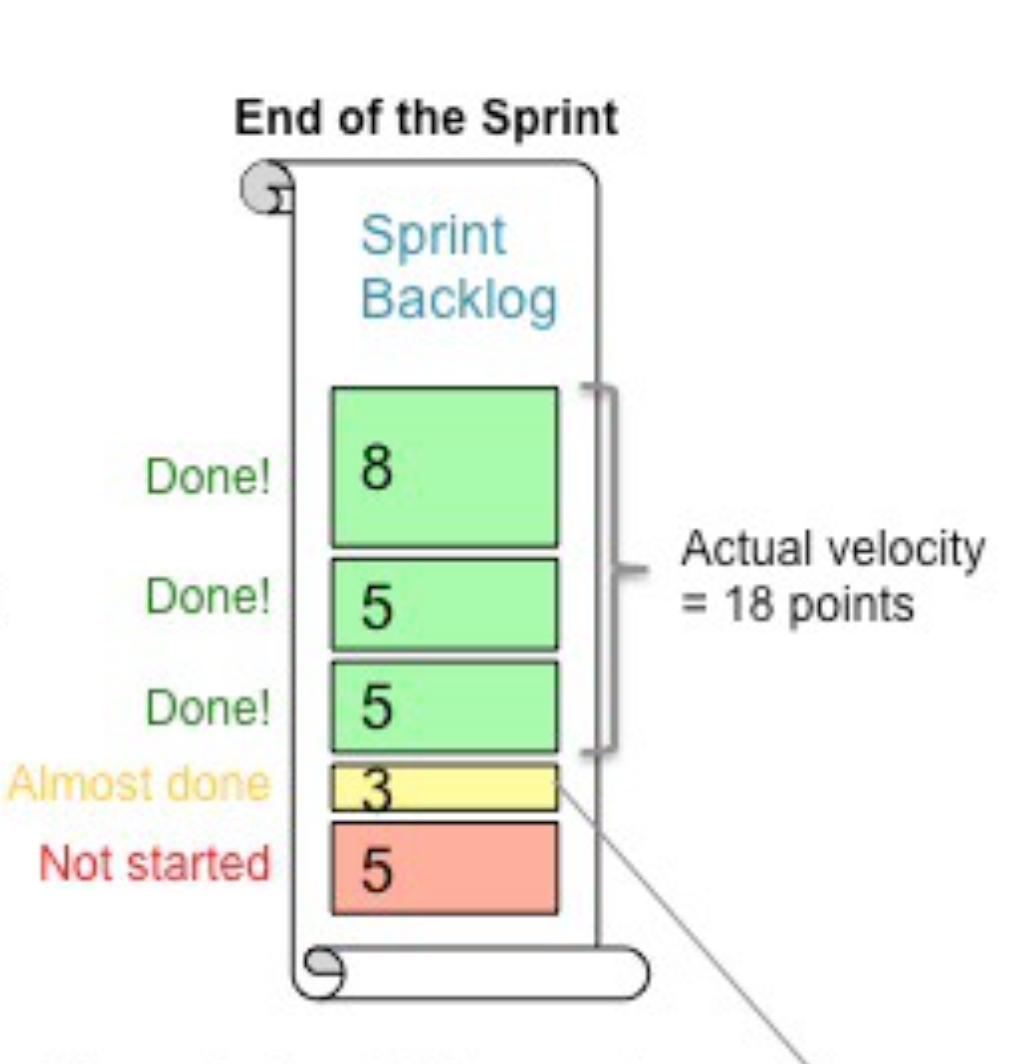 End of the Sprint
Sprint
Backlog
Done! 8
Done! 5
Done! 5
Actual velocity
= 18 points
Almost done 3
Not started 5